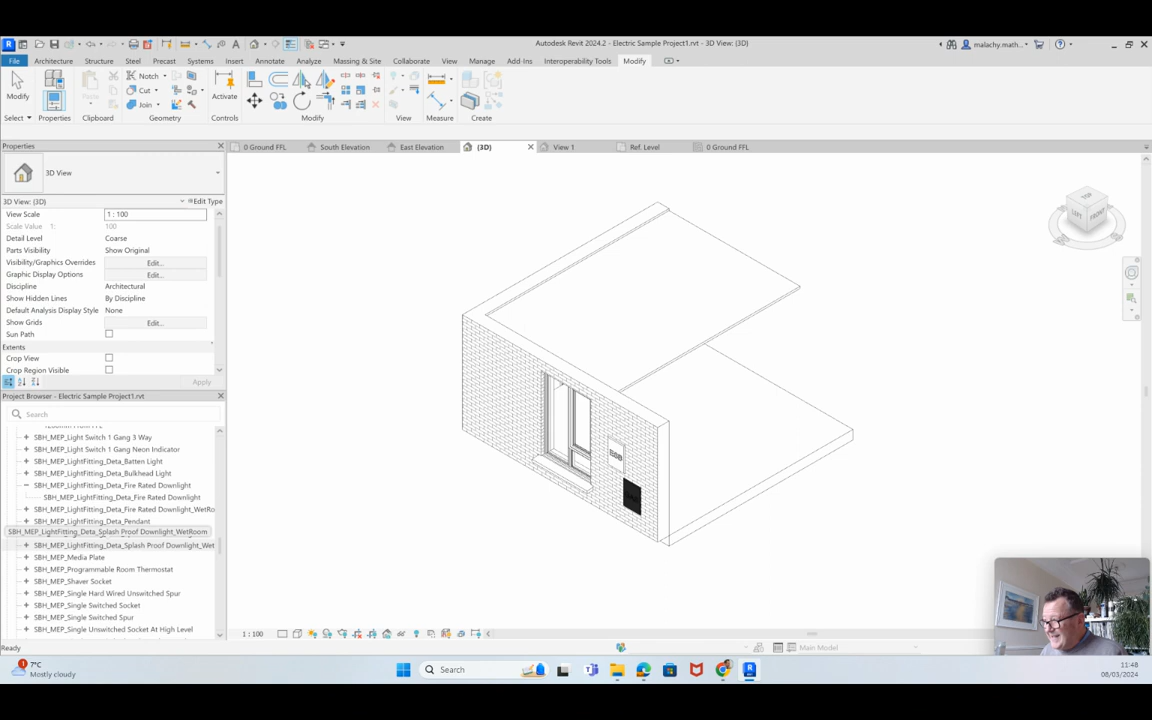 Autodesk Revit 2024.2 - Electric Sample Project1.rvt - 3D View: {3D}
malachy.math...
File Architecture Structure Steel Precast Systems Insert Annotate Analyze Massing & Site Collaborate View Manage Add-Ins Interoperability Tools Modify
Modify
Notch
Cut
Join
Activate
Select Properties Clipboard Geometry Controls Modify View Measure Create
Properties
0 Ground FFL South Elevation East Elevation {3D} View 1 Ref. Level 0 Ground FFL
3D View
3D View: {3D} Edit Type
View Scale 1 : 100
Scale Value 1: 100
Detail Level Coarse
Parts Visibility Show Original
Visibility/Graphics Overrides Edit...
Graphic Display Options Edit...
Discipline Architectural
Show Hidden Lines By Discipline
Default Analysis Display Style None
Show Grids Edit...
Sun Path
Extents
Crop View
Crop Region Visible
Apply
Project Browser - Electric Sample Project1.rvt
Search
SBH_MEP_Light Switch 1 Gang 3 Way
SBH_MEP_Light Switch 1 Gang Neon Indicator
SBH_MEP_LightFitting_Deta_Batten Light
SBH_MEP_LightFitting_Deta_Bulkhead Light
SBH_MEP_LightFitting_Deta_Fire Rated Downlight
SBH_MEP_LightFitting_Deta_Fire Rated Downlight
SBH_MEP_LightFitting_Deta_Fire Rated Downlight_WetRo
SBH_MEP_LightFitting_Deta_Pendant
SBH_MEP_LightFitting_Deta_Splash Proof Downlight_WetRoom
SBH_MEP_LightFitting_Deta_Splash Proof Downlight_Wet
SBH_MEP_Media Plate
SBH_MEP_Programmable Room Thermostat
SBH_MEP_Shaver Socket
SBH_MEP_Single Hard Wired Unswitched Spur
SBH_MEP_Single Switched Socket
SBH_MEP_Single Switched Spur
SBH_MEP_Single Unswitched Socket At High Level
TOP
LEFT FRONT
1 : 100
Ready
Main Model
1
7°C
Mostly cloudy
Search
11:48
08/03/2024